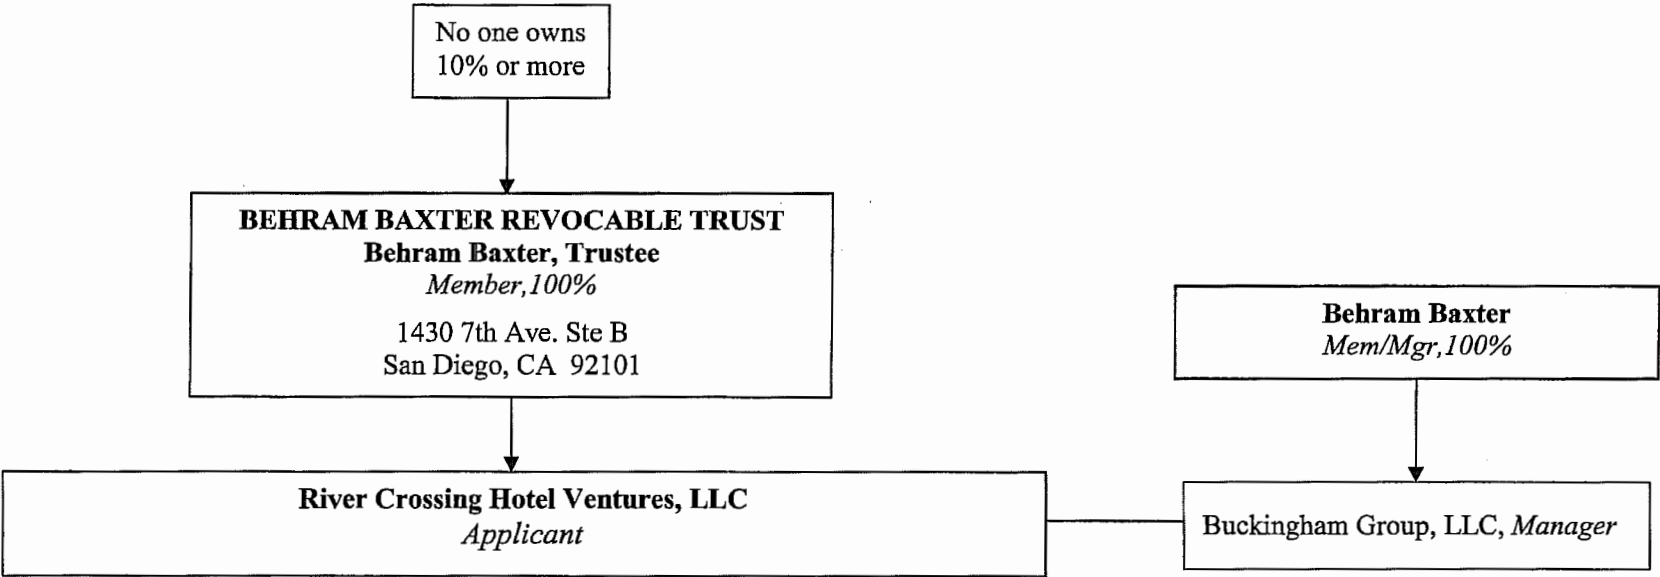 No one owns
10% or more
BEHRAM BAXTER REVOCABLE TRUST
Behram Baxter, Trustee
Member,100%
1430 7th Ave. Ste B
San Diego, CA 92101
Behram Baxter
Mem/Mgr,100%
River Crossing Hotel Ventures, LLC
Applicant
Buckingham Group, LLC, Manager